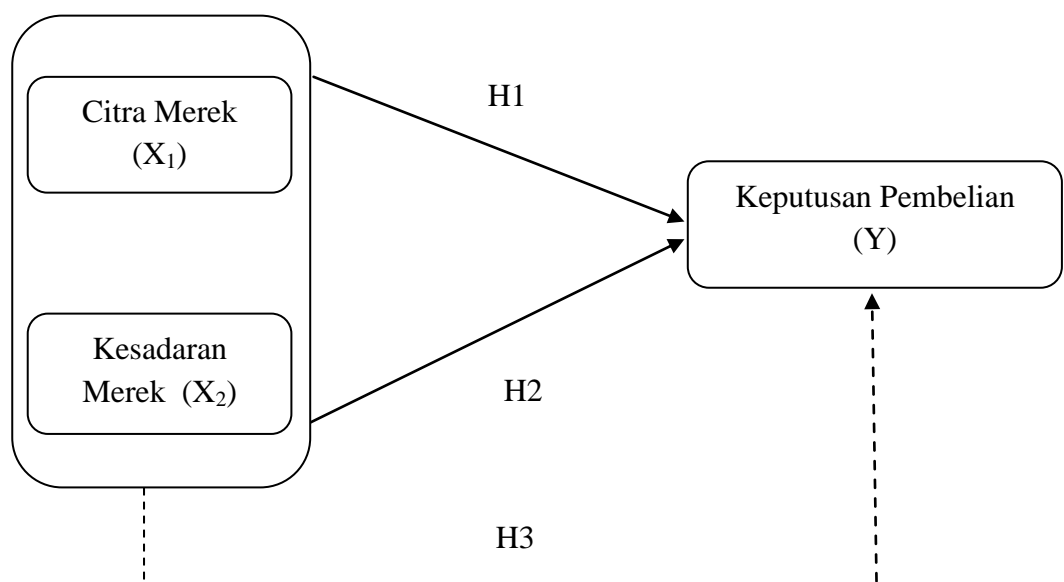 Citra Merek
(X₁)
H1
Keputusan Pembelian
(Y)
Kesadaran
Merek (X₂)
H2
H3